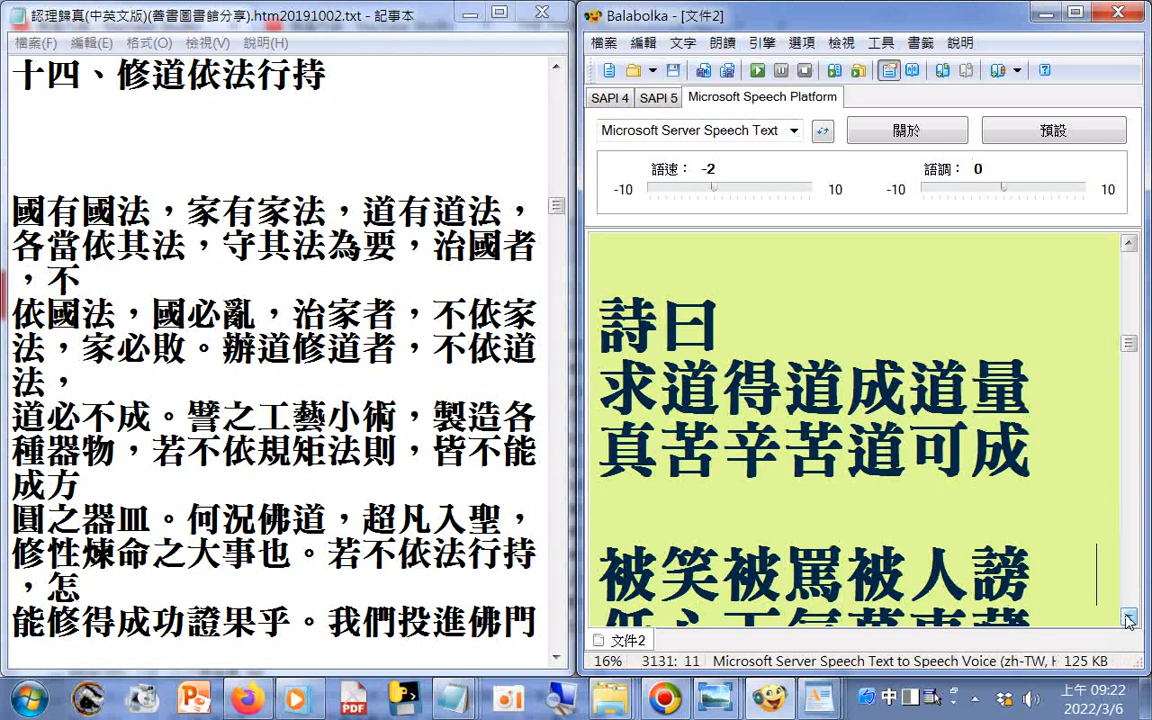 認理歸真(中英文版)(善書圖書館分享).htm20191002.txt - 記事本
檔案(F) 編輯(E) 格式(O) 檢視(V) 說明(H)
十四、修道依法行持
國有國法，家有家法，道有道法，
各當依其法，守其法為要，治國者
，不
依國法，國必亂，治家者，不依家
法，家必敗。辦道修道者，不依道
法，
道必不成。譬之工藝小術，製造各
種器物，若不依規矩法則，皆不能
成方
圓之器皿。何況佛道，超凡入聖，
修性煉命之大事也。若不依法行持
，怎
能修得成功證果乎。我們投進佛門
Balabolka - [文件2]
檔案 編輯 文字 朗讀 引擎 選項 檢視 工具 書籤 說明
SAPI 4 SAPI 5 Microsoft Speech Platform
Microsoft Server Speech Text 關於 預設
語速： -2 語調： 0
-10 10 -10 10
詩曰
求道得道成道量
真苦辛苦道可成
被笑被罵被人謗
文件2
16% 3131: 11 Microsoft Server Speech Text to Speech Voice (zh-TW, H 125 KB
PDF 中 上午 09:22
2022/3/6